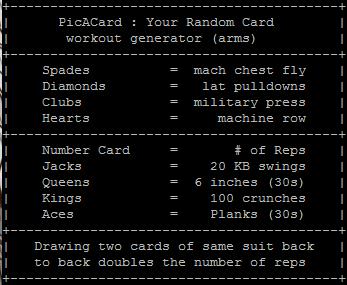 PicACard : Your Random Card
workout generator (arms)
Spades = mach chest fly
Diamonds = lat pulldowns
Clubs = military press
Hearts = machine row
Number Card = # of Reps
Jacks = 20 KB swings
Queens = 6 inches (30s)
Kings = 100 crunches
Aces = Planks (30s)
Drawing two cards of same suit back
to back doubles the number of reps